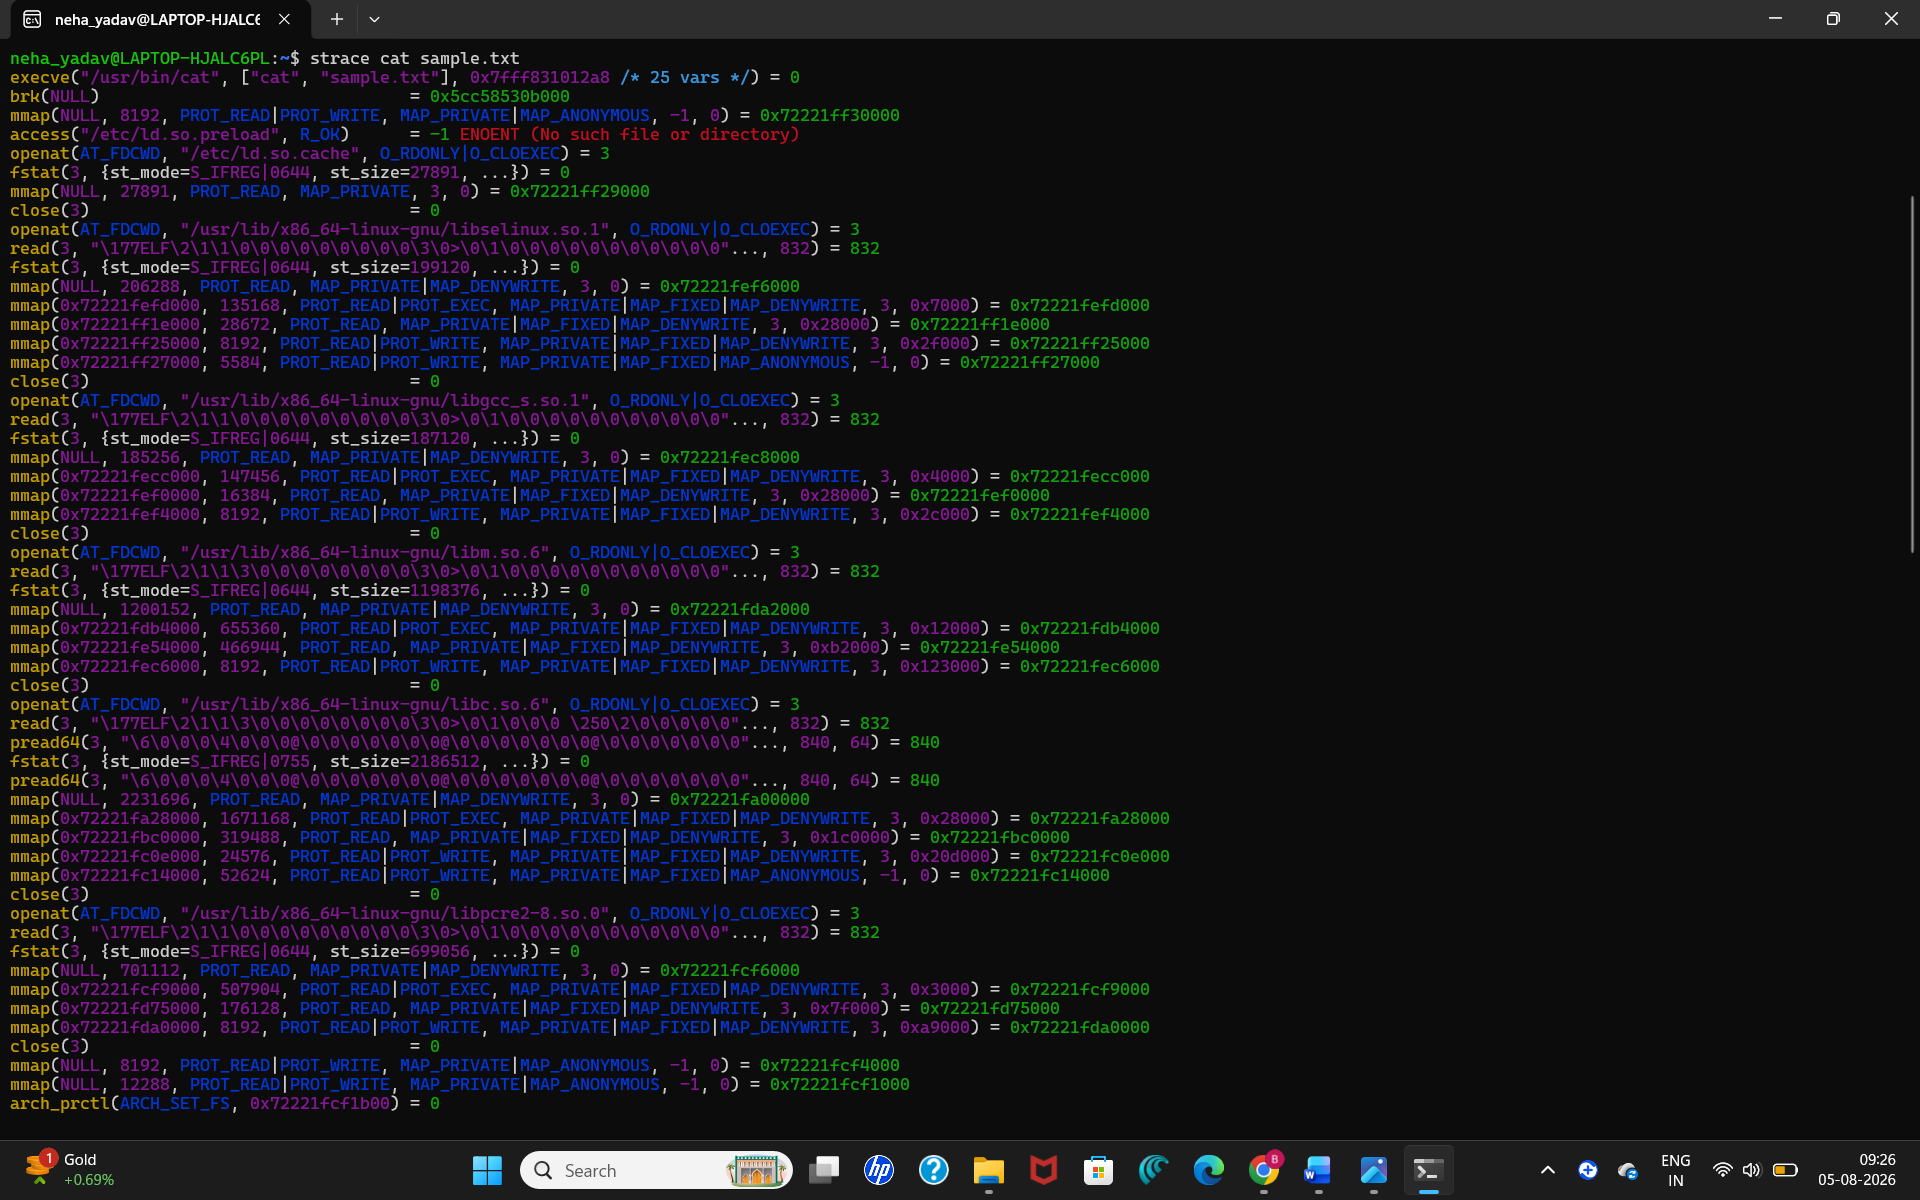 neha_yadav@LAPTOP-HJALC6
neha_yadav@LAPTOP-HJALC6PL:~$ strace cat sample.txt
execve("/usr/bin/cat", ["cat", "sample.txt"], 0x7fff831012a8 /* 25 vars */) = 0
brk(NULL)                               = 0x5cc58530b000
mmap(NULL, 8192, PROT_READ|PROT_WRITE, MAP_PRIVATE|MAP_ANONYMOUS, -1, 0) = 0x72221ff30000
access("/etc/ld.so.preload", R_OK)      = -1 ENOENT (No such file or directory)
openat(AT_FDCWD, "/etc/ld.so.cache", O_RDONLY|O_CLOEXEC) = 3
fstat(3, {st_mode=S_IFREG|0644, st_size=27891, ...}) = 0
mmap(NULL, 27891, PROT_READ, MAP_PRIVATE, 3, 0) = 0x72221ff29000
close(3)                                = 0
openat(AT_FDCWD, "/usr/lib/x86_64-linux-gnu/libselinux.so.1", O_RDONLY|O_CLOEXEC) = 3
read(3, "\177ELF\2\1\1\0\0\0\0\0\0\0\0\0\3\0>\0\1\0\0\0\0\0\0\0\0\0\0\0"..., 832) = 832
fstat(3, {st_mode=S_IFREG|0644, st_size=199120, ...}) = 0
mmap(NULL, 206288, PROT_READ, MAP_PRIVATE|MAP_DENYWRITE, 3, 0) = 0x72221fef6000
mmap(0x72221fefd000, 135168, PROT_READ|PROT_EXEC, MAP_PRIVATE|MAP_FIXED|MAP_DENYWRITE, 3, 0x7000) = 0x72221fefd000
mmap(0x72221ff1e000, 28672, PROT_READ, MAP_PRIVATE|MAP_FIXED|MAP_DENYWRITE, 3, 0x28000) = 0x72221ff1e000
mmap(0x72221ff25000, 8192, PROT_READ|PROT_WRITE, MAP_PRIVATE|MAP_FIXED|MAP_DENYWRITE, 3, 0x2f000) = 0x72221ff25000
mmap(0x72221ff27000, 5584, PROT_READ|PROT_WRITE, MAP_PRIVATE|MAP_FIXED|MAP_ANONYMOUS, -1, 0) = 0x72221ff27000
close(3)                                = 0
openat(AT_FDCWD, "/usr/lib/x86_64-linux-gnu/libgcc_s.so.1", O_RDONLY|O_CLOEXEC) = 3
read(3, "\177ELF\2\1\1\0\0\0\0\0\0\0\0\0\3\0>\0\1\0\0\0\0\0\0\0\0\0\0\0"..., 832) = 832
fstat(3, {st_mode=S_IFREG|0644, st_size=187120, ...}) = 0
mmap(NULL, 185256, PROT_READ, MAP_PRIVATE|MAP_DENYWRITE, 3, 0) = 0x72221fec8000
mmap(0x72221fecc000, 147456, PROT_READ|PROT_EXEC, MAP_PRIVATE|MAP_FIXED|MAP_DENYWRITE, 3, 0x4000) = 0x72221fecc000
mmap(0x72221fef0000, 16384, PROT_READ, MAP_PRIVATE|MAP_FIXED|MAP_DENYWRITE, 3, 0x28000) = 0x72221fef0000
mmap(0x72221fef4000, 8192, PROT_READ|PROT_WRITE, MAP_PRIVATE|MAP_FIXED|MAP_DENYWRITE, 3, 0x2c000) = 0x72221fef4000
close(3)                                = 0
openat(AT_FDCWD, "/usr/lib/x86_64-linux-gnu/libm.so.6", O_RDONLY|O_CLOEXEC) = 3
read(3, "\177ELF\2\1\1\3\0\0\0\0\0\0\0\0\3\0>\0\1\0\0\0\0\0\0\0\0\0\0\0"..., 832) = 832
fstat(3, {st_mode=S_IFREG|0644, st_size=1198376, ...}) = 0
mmap(NULL, 1200152, PROT_READ, MAP_PRIVATE|MAP_DENYWRITE, 3, 0) = 0x72221fda2000
mmap(0x72221fdb4000, 655360, PROT_READ|PROT_EXEC, MAP_PRIVATE|MAP_FIXED|MAP_DENYWRITE, 3, 0x12000) = 0x72221fdb4000
mmap(0x72221fe54000, 466944, PROT_READ, MAP_PRIVATE|MAP_FIXED|MAP_DENYWRITE, 3, 0xb2000) = 0x72221fe54000
mmap(0x72221fec6000, 8192, PROT_READ|PROT_WRITE, MAP_PRIVATE|MAP_FIXED|MAP_DENYWRITE, 3, 0x123000) = 0x72221fec6000
close(3)                                = 0
openat(AT_FDCWD, "/usr/lib/x86_64-linux-gnu/libc.so.6", O_RDONLY|O_CLOEXEC) = 3
read(3, "\177ELF\2\1\1\3\0\0\0\0\0\0\0\0\3\0>\0\1\0\0\0 \250\2\0\0\0\0\0"..., 832) = 832
pread64(3, "\6\0\0\0\4\0\0\0@\0\0\0\0\0\0\0@\0\0\0\0\0\0\0@\0\0\0\0\0\0\0"..., 840, 64) = 840
fstat(3, {st_mode=S_IFREG|0755, st_size=2186512, ...}) = 0
pread64(3, "\6\0\0\0\4\0\0\0@\0\0\0\0\0\0\0@\0\0\0\0\0\0\0@\0\0\0\0\0\0\0"..., 840, 64) = 840
mmap(NULL, 2231696, PROT_READ, MAP_PRIVATE|MAP_DENYWRITE, 3, 0) = 0x72221fa00000
mmap(0x72221fa28000, 1671168, PROT_READ|PROT_EXEC, MAP_PRIVATE|MAP_FIXED|MAP_DENYWRITE, 3, 0x28000) = 0x72221fa28000
mmap(0x72221fbc0000, 319488, PROT_READ, MAP_PRIVATE|MAP_FIXED|MAP_DENYWRITE, 3, 0x1c0000) = 0x72221fbc0000
mmap(0x72221fc0e000, 24576, PROT_READ|PROT_WRITE, MAP_PRIVATE|MAP_FIXED|MAP_DENYWRITE, 3, 0x20d000) = 0x72221fc0e000
mmap(0x72221fc14000, 52624, PROT_READ|PROT_WRITE, MAP_PRIVATE|MAP_FIXED|MAP_ANONYMOUS, -1, 0) = 0x72221fc14000
close(3)                                = 0
openat(AT_FDCWD, "/usr/lib/x86_64-linux-gnu/libpcre2-8.so.0", O_RDONLY|O_CLOEXEC) = 3
read(3, "\177ELF\2\1\1\0\0\0\0\0\0\0\0\0\3\0>\0\1\0\0\0\0\0\0\0\0\0\0\0"..., 832) = 832
fstat(3, {st_mode=S_IFREG|0644, st_size=699056, ...}) = 0
mmap(NULL, 701112, PROT_READ, MAP_PRIVATE|MAP_DENYWRITE, 3, 0) = 0x72221fcf6000
mmap(0x72221fcf9000, 507904, PROT_READ|PROT_EXEC, MAP_PRIVATE|MAP_FIXED|MAP_DENYWRITE, 3, 0x3000) = 0x72221fcf9000
mmap(0x72221fd75000, 176128, PROT_READ, MAP_PRIVATE|MAP_FIXED|MAP_DENYWRITE, 3, 0x7f000) = 0x72221fd75000
mmap(0x72221fda0000, 8192, PROT_READ|PROT_WRITE, MAP_PRIVATE|MAP_FIXED|MAP_DENYWRITE, 3, 0xa9000) = 0x72221fda0000
close(3)                                = 0
mmap(NULL, 8192, PROT_READ|PROT_WRITE, MAP_PRIVATE|MAP_ANONYMOUS, -1, 0) = 0x72221fcf4000
mmap(NULL, 12288, PROT_READ|PROT_WRITE, MAP_PRIVATE|MAP_ANONYMOUS, -1, 0) = 0x72221fcf1000
arch_prctl(ARCH_SET_FS, 0x72221fcf1b00) = 0
1
Gold
+0.69%
Search
hp
B
W
ENG
IN
09:26
05-08-2026